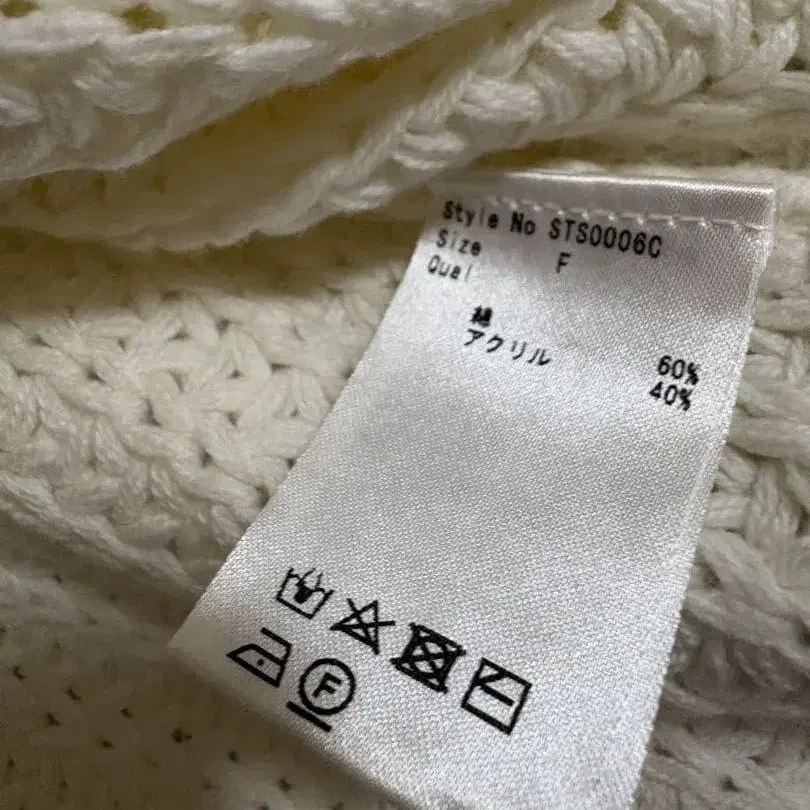 Style No STS0006C
Size F
Qual
綿 60%
アクリル 40%
F